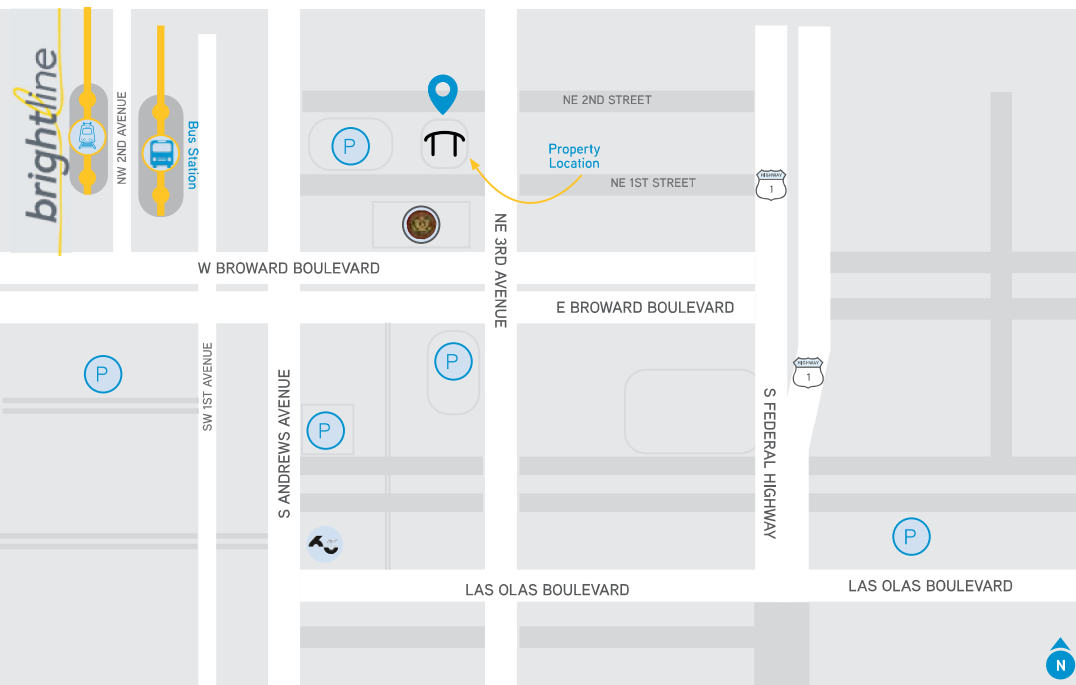 brightline
NW 2ND AVENUE
Bus Station
NE 2ND STREET
P
Property
Location
NE 1ST STREET
HIGHWAY
1
NE 3RD AVENUE
W BROWARD BOULEVARD
E BROWARD BOULEVARD
SW 1ST AVENUE
P
P
HIGHWAY
1
S ANDREWS AVENUE
P
S FEDERAL HIGHWAY
P
LAS OLAS BOULEVARD
LAS OLAS BOULEVARD
N